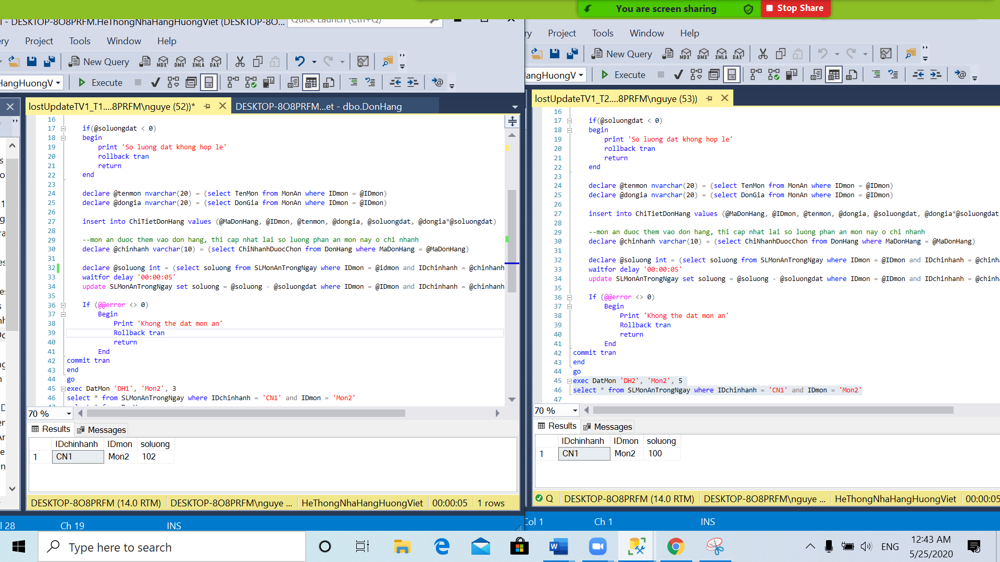 You are screen sharing
Stop Share
- DESKTOP-8O8PRFM.HeThongNhaHangHuongViet (DESKTOP-8O...
Quick Launch (Ctrl+Q)
Project Tools Window Help
New Query
MDX DMX XMLA DAX
HangHuongV
Execute
lostUpdateTV1_T1....8PRFM\nguye (52))*
DESKTOP-8O8PRFM...et - dbo.DonHang
16
17 if(@soluongdat < 0)
18 begin
19 print 'So luong dat khong hop le'
20 rollback tran
21 return
22 end
23
24 declare @tenmon nvarchar(20) = (select TenMon from MonAn where IDmon = @IDmon)
25 declare @dongia nvarchar(20) = (select DonGia from MonAn where IDmon = @IDmon)
26
27 insert into ChiTietDonHang values (@MaDonHang, @IDmon, @tenmon, @dongia, @soluongdat, @dongia*@soluongdat)
28
29 --mon an duoc them vao don hang, thi cap nhat lai so luong phan an mon nay o chi nhanh
30 declare @chinhanh varchar(10) = (select ChiNhanhDuocChon from DonHang where MaDonHang = @MaDonHang)
31
32 declare @soluong int = (select soluong from SLMonAnTrongNgay where IDmon = @idmon and IDchinhanh = @chinhanh
33 waitfor delay '00:00:05'
34 update SLMonAnTrongNgay set soluong = @soluong - @soluongdat where IDmon = @IDmon and IDchinhanh = @chinhanh
35
36 If (@@error <> 0)
37 Begin
38 Print 'Khong the dat mon an'
39 Rollback tran
40 return
41 End
42 commit tran
43 end
44 go
45 exec DatMon 'DH1', 'Mon2', 3
46 select * from SLMonAnTrongNgay where IDchinhanh = 'CN1' and IDmon = 'Mon2'
70 %
Results Messages
IDchinhanh IDmon soluong
1 CN1 Mon2 102
DESKTOP-8O8PRFM (14.0 RTM) DESKTOP-8O8PRFM\nguye ... HeThongNhaHangHuongViet 00:00:05 1 rows
28 Ch 19 INS
Project Tools Window Help
New Query
MDX DMX XMLA DAX
angHuongV
Execute
lostUpdateTV1_T2....8PRFM\nguye (53))
16
17 if(@soluongdat < 0)
18 begin
19 print 'So luong dat khong hop le'
20 rollback tran
21 return
22 end
23
24 declare @tenmon nvarchar(20) = (select TenMon from MonAn where IDmon = @IDmon)
25 declare @dongia nvarchar(20) = (select DonGia from MonAn where IDmon = @IDmon)
26
27 insert into ChiTietDonHang values (@MaDonHang, @IDmon, @tenmon, @dongia, @soluongdat, @dongia*@soluongdat
28
29 --mon an duoc them vao don hang, thi cap nhat lai so luong phan an mon nay o chi nhanh
30 declare @chinhanh varchar(10) = (select ChiNhanhDuocChon from DonHang where MaDonHang = @MaDonHang)
31
32 declare @soluong int = (select soluong from SLMonAnTrongNgay where IDmon = @IDmon and IDchinhanh = @chinha
33 waitfor delay '00:00:05'
34 update SLMonAnTrongNgay set soluong = @soluong - @soluongdat where IDmon = @IDmon and IDchinhanh = @chinha
35
36 If (@@error <> 0)
37 Begin
38 Print 'Khong the dat mon an'
39 Rollback tran
40 return
41 End
42 commit tran
43 end
44 go
45 exec DatMon 'DH2', 'Mon2', 5
46 select * from SLMonAnTrongNgay where IDchinhanh = 'CN1' and IDmon = 'Mon2'
47
70 %
Results Messages
IDchinhanh IDmon soluong
1 CN1 Mon2 100
Q DESKTOP-8O8PRFM (14.0 RTM) DESKTOP-8O8PRFM\nguye ... HeThongNhaHangHuongViet 00:00:05
Col 1 Ch 1 INS
Type here to search
ENG
12:43 AM
5/25/2020